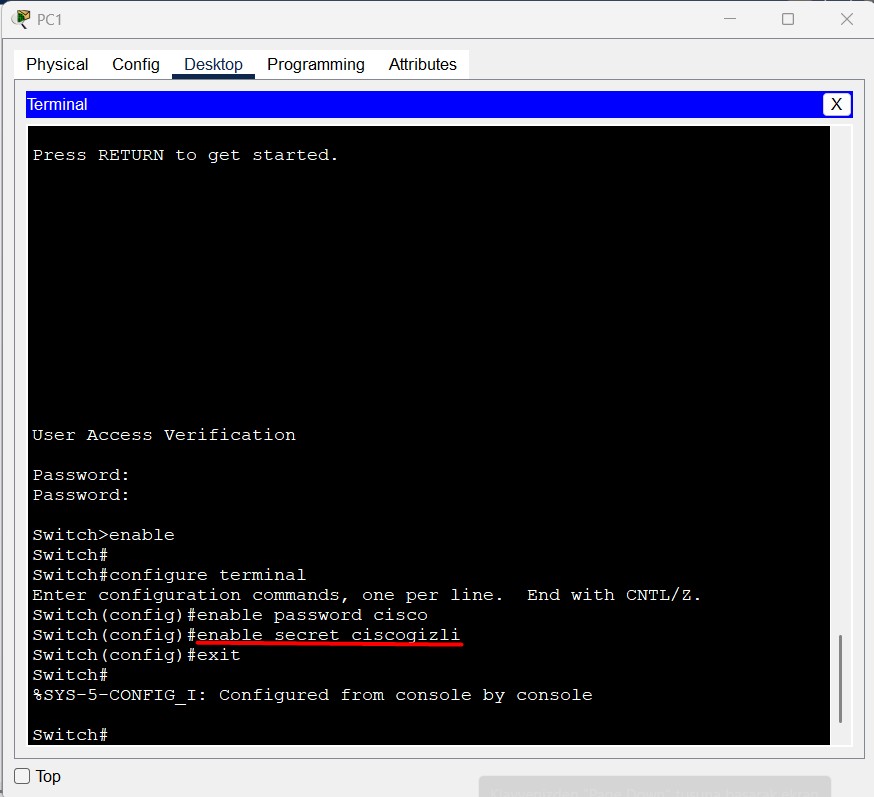 PC1
Physical Config Desktop Programming Attributes
Terminal X
Press RETURN to get started.
User Access Verification
Password:
Password:
Switch>enable
Switch#
Switch#configure terminal
Enter configuration commands, one per line.  End with CNTL/Z.
Switch(config)#enable password cisco
Switch(config)#enable secret ciscogizli
Switch(config)#exit
Switch#
%SYS-5-CONFIG_I: Configured from console by console
Switch#
Top